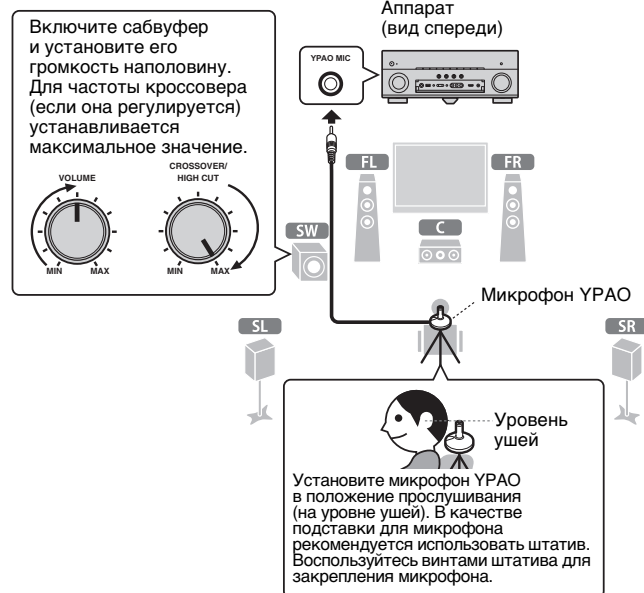 Включите сабвуфер
и установите его
громкость наполовину.
Для частоты кроссовера
(если она регулируется)
устанавливается
максимальное значение.
VOLUME
MIN
MAX
CROSSOVER/
HIGH CUT
MIN
MAX
Аппарат
(вид спереди)
YPAO MIC
FL
FR
C
SW
Микрофон YPAO
SL
SR
Уровень
ушей
Установите микрофон YPAO
в положение прослушивания
(на уровне ушей). В качестве
подставки для микрофона
рекомендуется использовать штатив.
Воспользуйтесь винтами штатива для
закрепления микрофона.